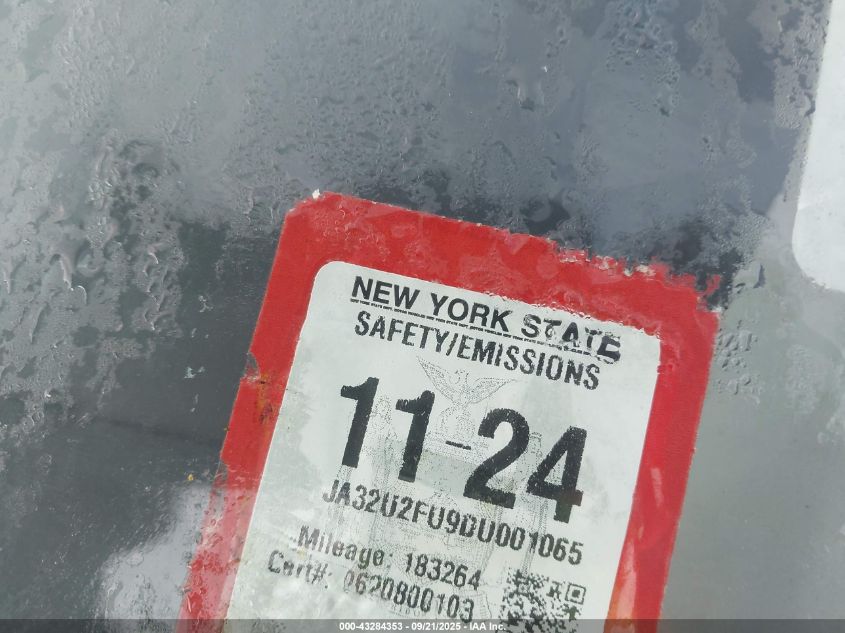 NEW YORK STATE
SAFETY/EMISSIONS
11-24
JA32U2FU9DU001065
Mileage: 183264
Cert#: 0620800103
000-43284353 - 09/21/2025 - IAA Inc.